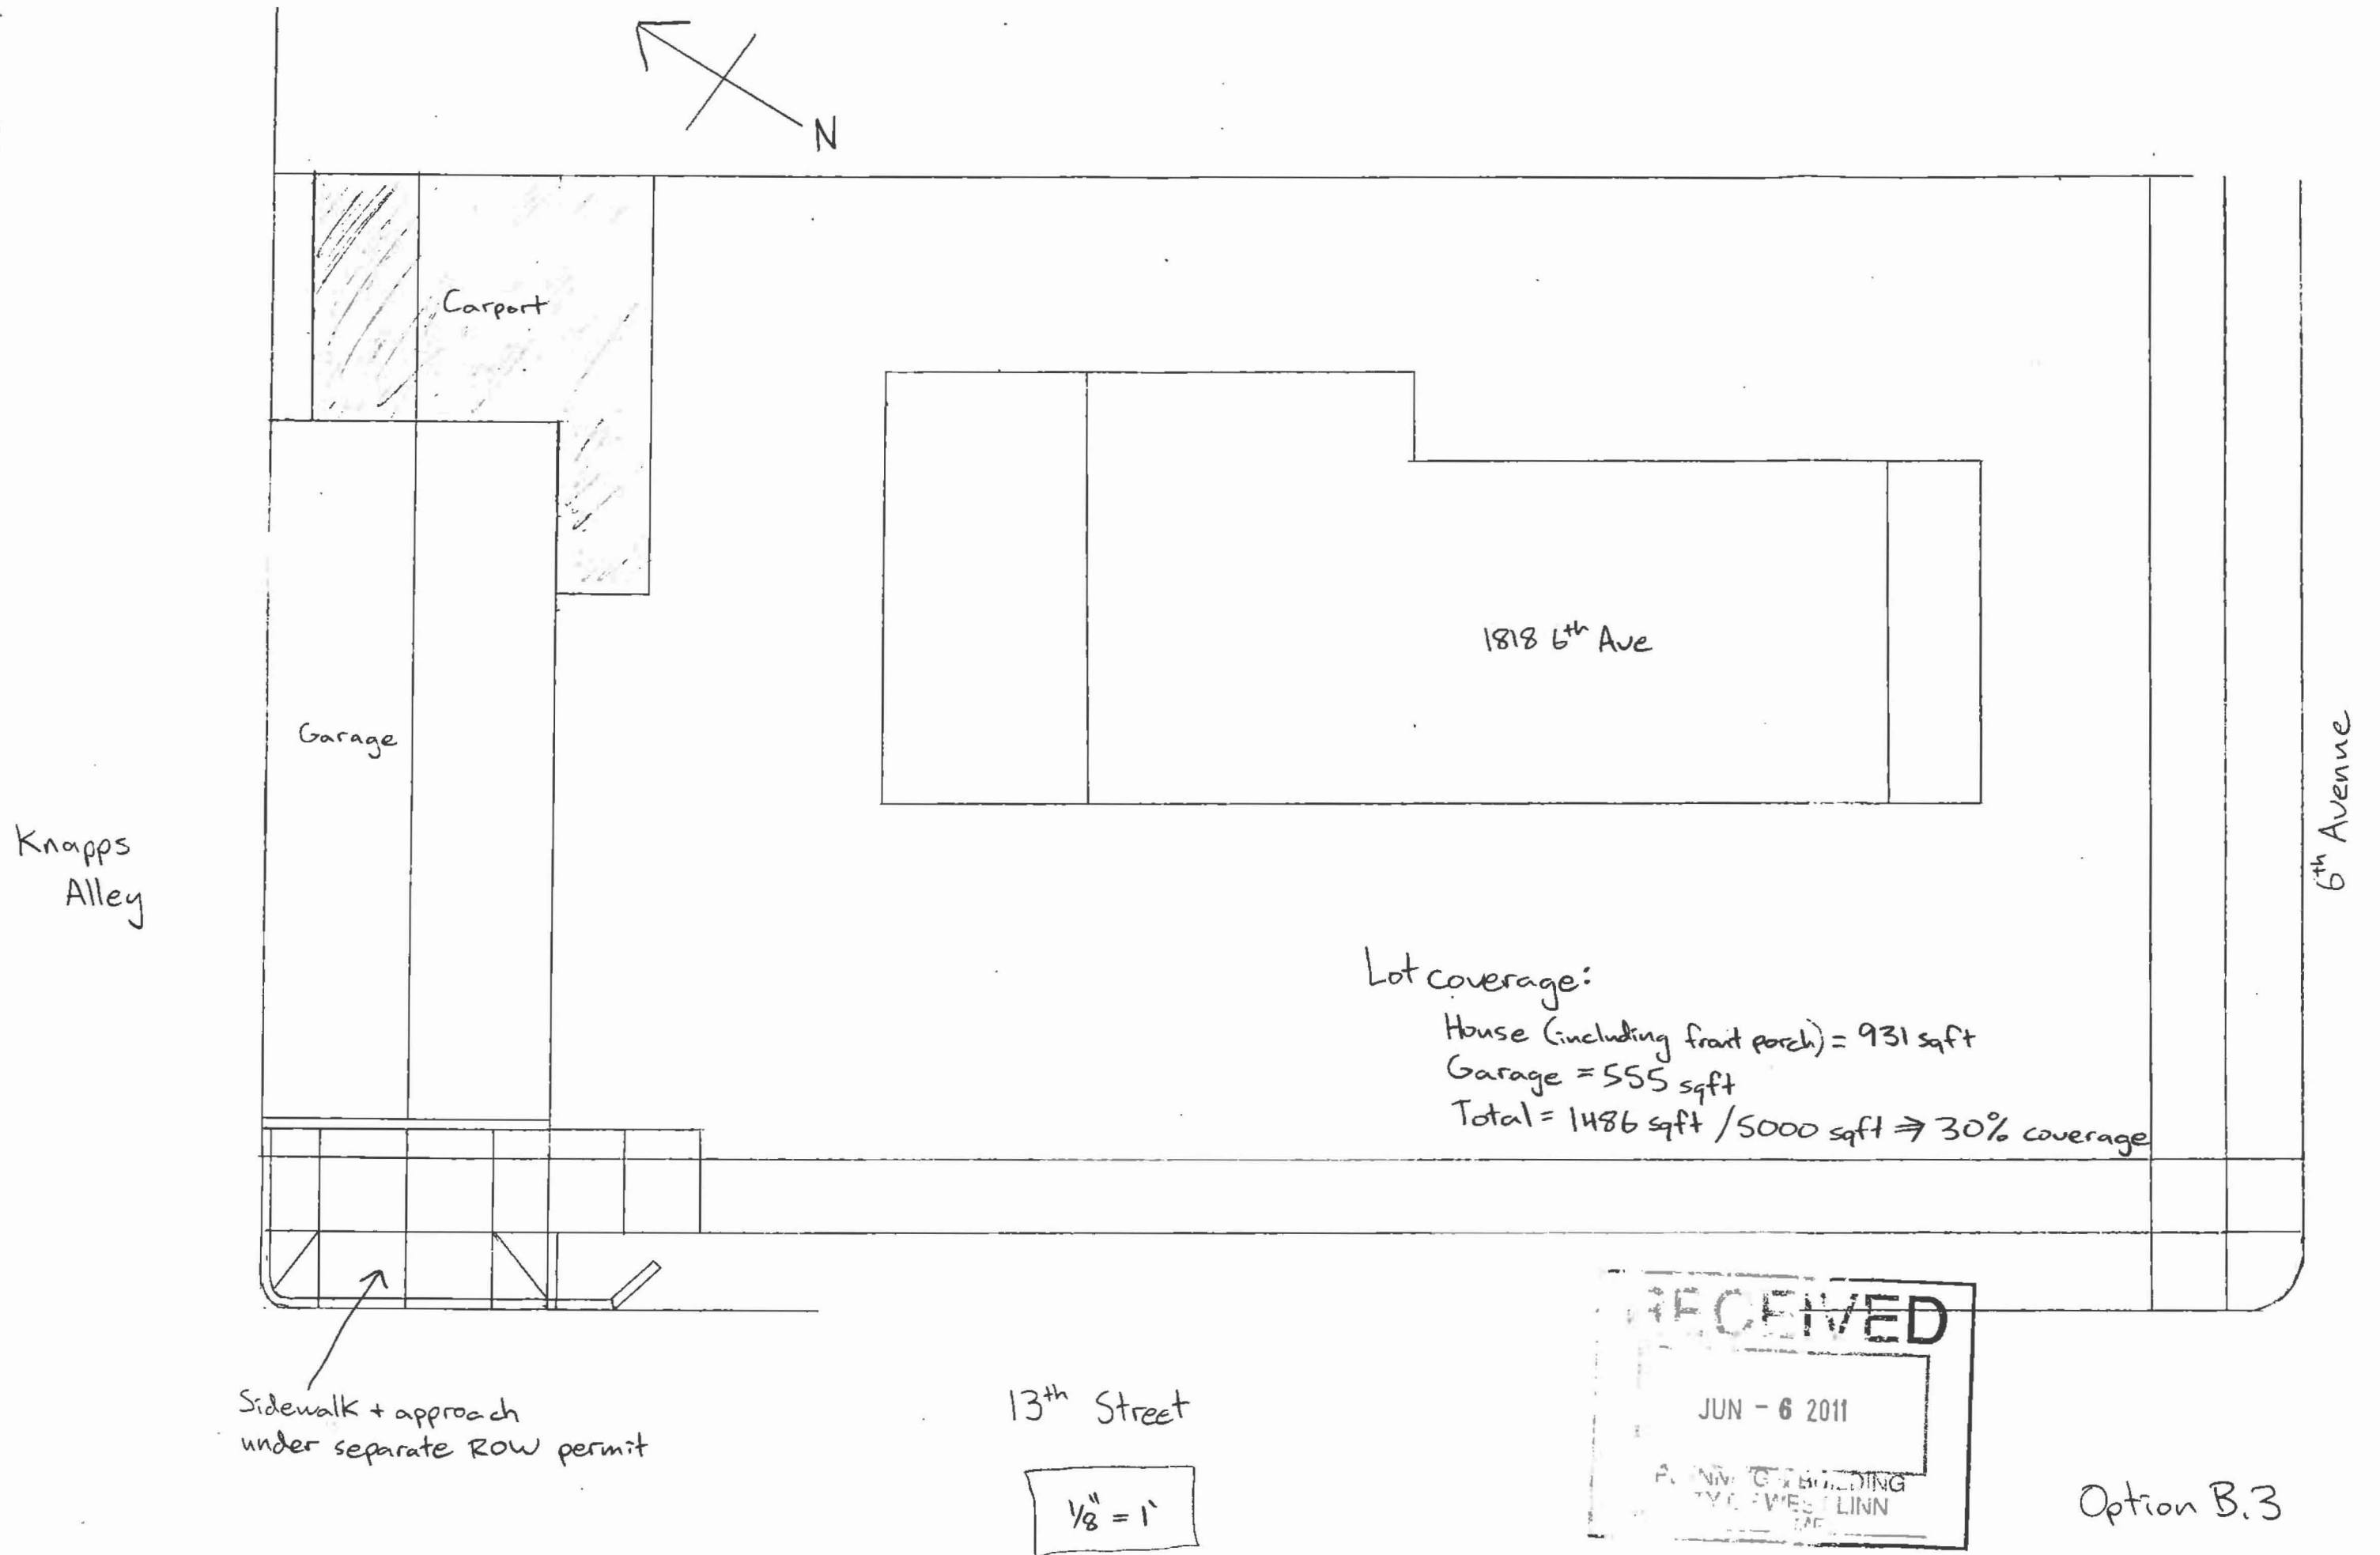 N
Carport
1818 6th Ave
Garage
Knapps
Alley
6th Avenue
Lot coverage:
House (including front porch) = 931 sqft
Garage = 555 sqft
Total = 1486 sqft / 5000 sqft ⇒ 30% coverage
Sidewalk + approach
under separate ROW permit
13th Street
1/8" = 1'
RECEIVED
JUN - 6 2011
BUILDING
WEST LINN
Option B.3